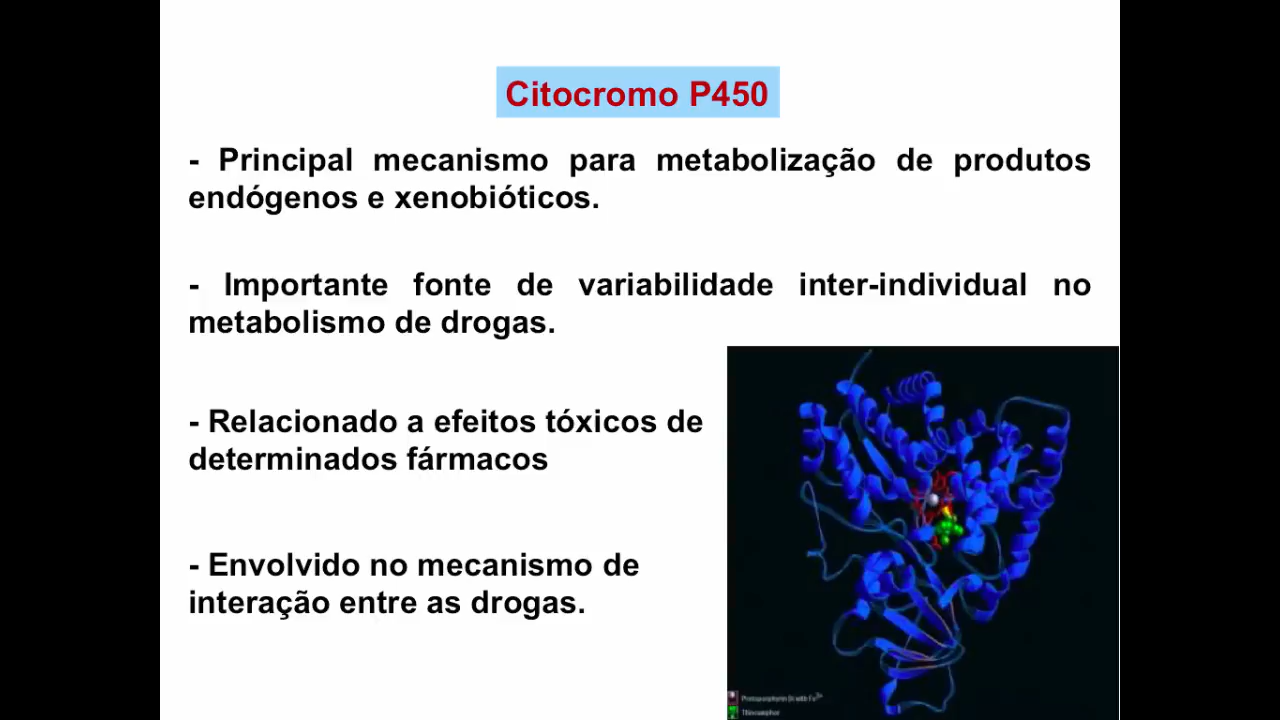 Citocromo P450
- Principal mecanismo para metabolização de produtos
endógenos e xenobióticos.
- Importante fonte de variabilidade inter-individual no
metabolismo de drogas.
- Relacionado a efeitos tóxicos de
determinados fármacos
- Envolvido no mecanismo de
interação entre as drogas.